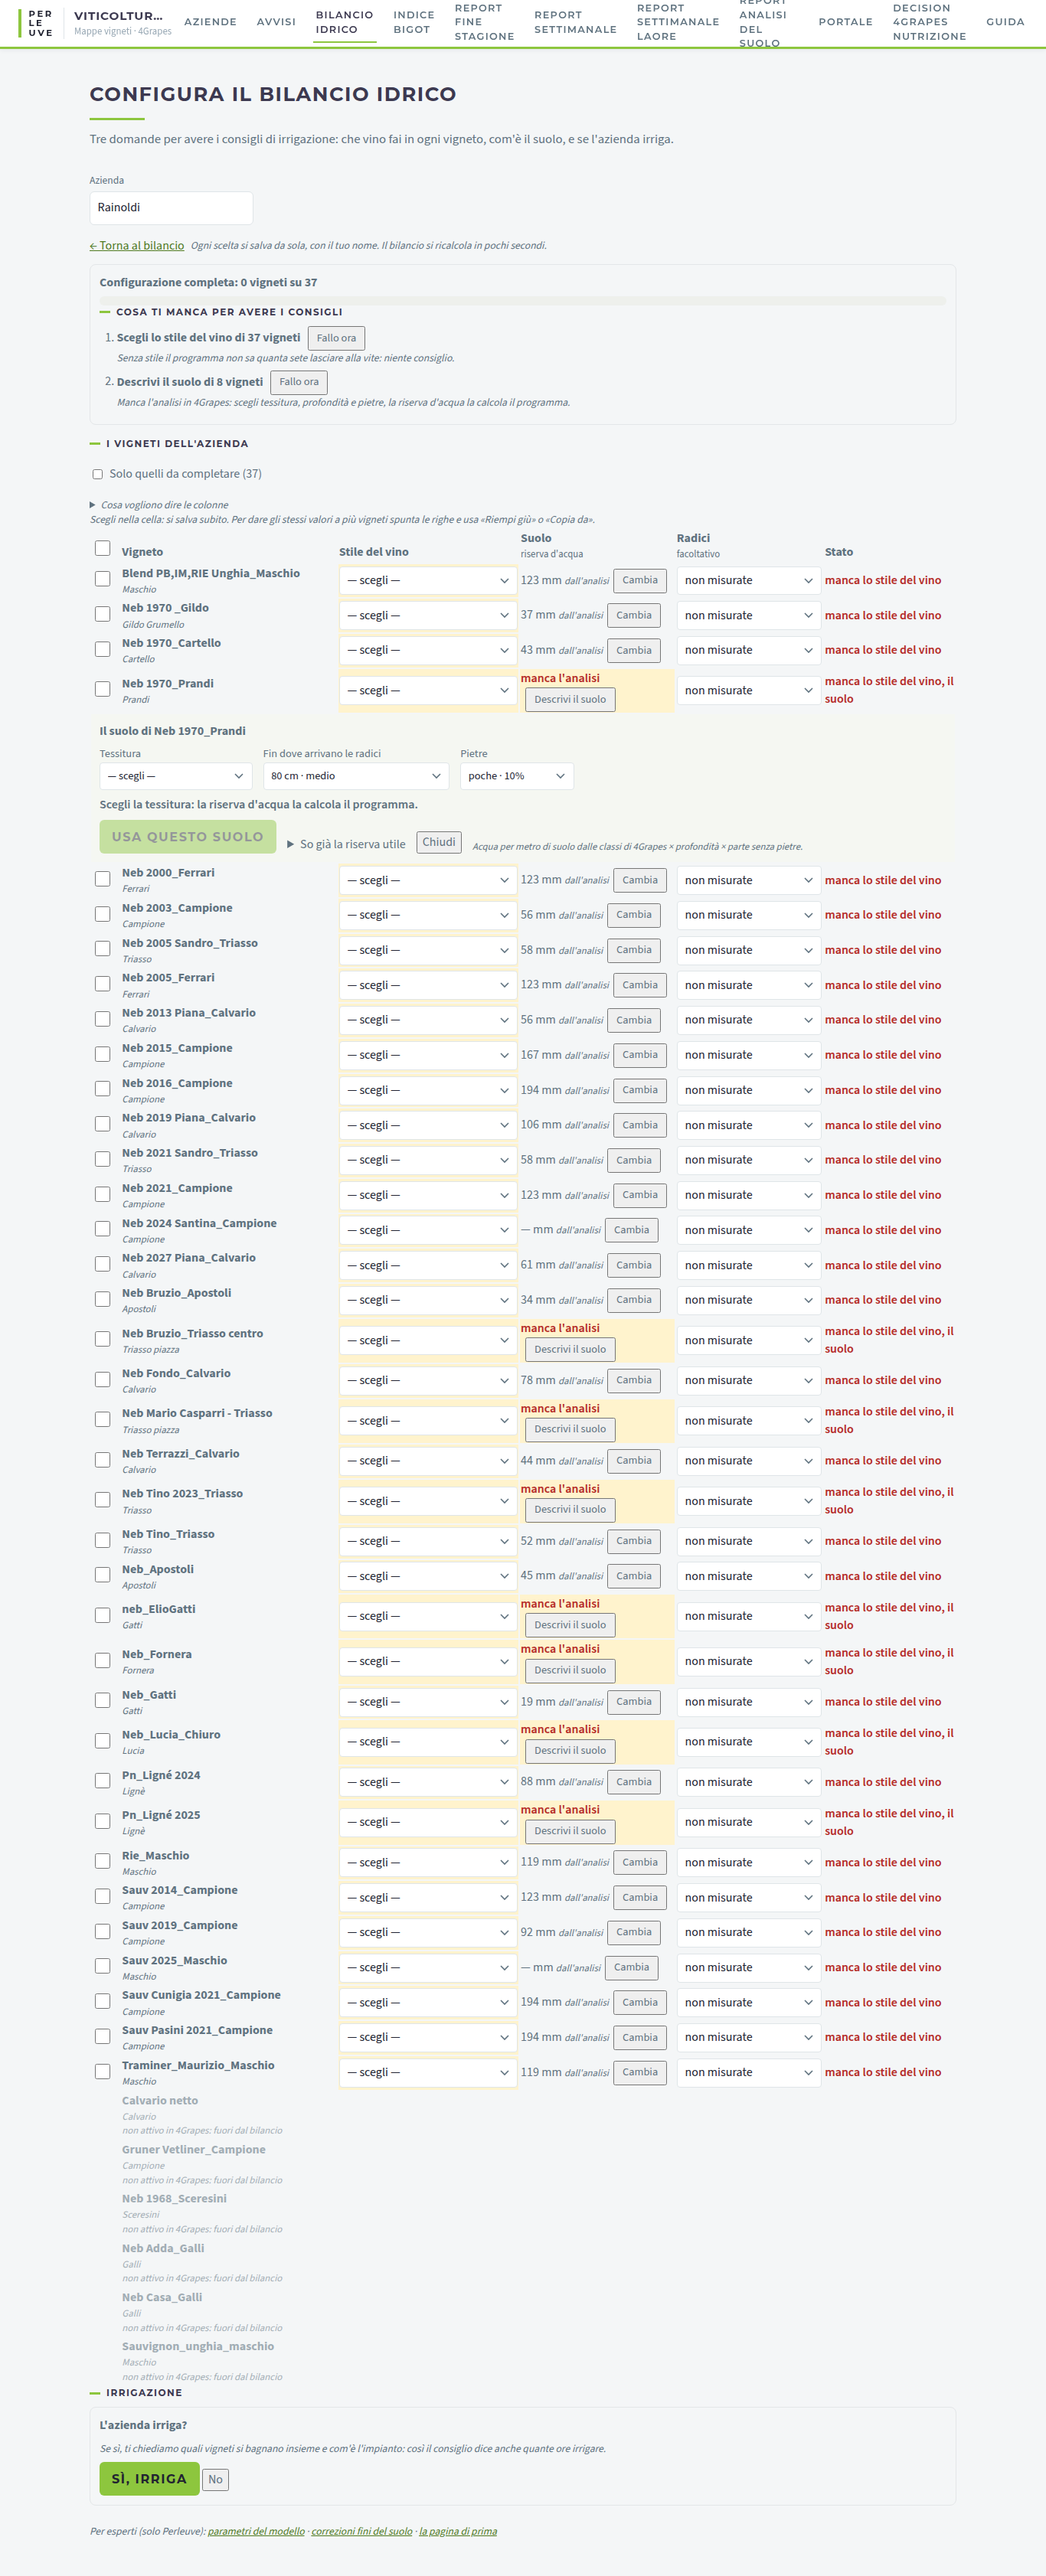 PER
LE
UVE
VITICOLTUR...
Mappe vigneti · 4Grapes
AZIENDE
AVVISI
BILANCIO
IDRICO
INDICE
BIGOT
REPORT
FINE
STAGIONE
REPORT
SETTIMANALE
REPORT
SETTIMANALE
LAORE
REPORT
ANALISI
DEL
SUOLO
PORTALE
DECISION
4GRAPES
NUTRIZIONE
GUIDA
CONFIGURA IL BILANCIO IDRICO
Tre domande per avere i consigli di irrigazione: che vino fai in ogni vigneto, com'è il suolo, e se l'azienda irriga.
Azienda
Rainoldi
← Torna al bilancio Ogni scelta si salva da sola, con il tuo nome. Il bilancio si ricalcola in pochi secondi.
Configurazione completa: 0 vigneti su 37
COSA TI MANCA PER AVERE I CONSIGLI
1. Scegli lo stile del vino di 37 vigneti Fallo ora
Senza stile il programma non sa quanta sete lasciare alla vite: niente consiglio.
2. Descrivi il suolo di 8 vigneti Fallo ora
Manca l'analisi in 4Grapes: scegli tessitura, profondità e pietre, la riserva d'acqua la calcola il programma.
I VIGNETI DELL'AZIENDA
Solo quelli da completare (37)
▶ Cosa vogliono dire le colonne
Scegli nella cella: si salva subito. Per dare gli stessi valori a più vigneti spunta le righe e usa «Riempi giù» o «Copia da».
Vigneto Stile del vino Suolo riserva d'acqua Radici facoltativo Stato
Blend PB,IM,RIE Unghia_Maschio — scegli — 123 mm dall'analisi Cambia non misurate manca lo stile del vino
Maschio
Neb 1970 _Gildo — scegli — 37 mm dall'analisi Cambia non misurate manca lo stile del vino
Gildo Grumello
Neb 1970_Cartello — scegli — 43 mm dall'analisi Cambia non misurate manca lo stile del vino
Cartello
Neb 1970_Prandi — scegli — manca l'analisi Descrivi il suolo non misurate manca lo stile del vino, il suolo
Prandi
Il suolo di Neb 1970_Prandi
Tessitura Fin dove arrivano le radici Pietre
— scegli — 80 cm · medio poche · 10%
Scegli la tessitura: la riserva d'acqua la calcola il programma.
USA QUESTO SUOLO ▶ So già la riserva utile Chiudi Acqua per metro di suolo dalle classi di 4Grapes × profondità × parte senza pietre.
Neb 2000_Ferrari — scegli — 123 mm dall'analisi Cambia non misurate manca lo stile del vino
Ferrari
Neb 2003_Campione — scegli — 56 mm dall'analisi Cambia non misurate manca lo stile del vino
Campione
Neb 2005 Sandro_Triasso — scegli — 58 mm dall'analisi Cambia non misurate manca lo stile del vino
Triasso
Neb 2005_Ferrari — scegli — 123 mm dall'analisi Cambia non misurate manca lo stile del vino
Ferrari
Neb 2013 Piana_Calvario — scegli — 56 mm dall'analisi Cambia non misurate manca lo stile del vino
Calvario
Neb 2015_Campione — scegli — 167 mm dall'analisi Cambia non misurate manca lo stile del vino
Campione
Neb 2016_Campione — scegli — 194 mm dall'analisi Cambia non misurate manca lo stile del vino
Campione
Neb 2019 Piana_Calvario — scegli — 106 mm dall'analisi Cambia non misurate manca lo stile del vino
Calvario
Neb 2021 Sandro_Triasso — scegli — 58 mm dall'analisi Cambia non misurate manca lo stile del vino
Triasso
Neb 2021_Campione — scegli — 123 mm dall'analisi Cambia non misurate manca lo stile del vino
Campione
Neb 2024 Santina_Campione — scegli — — mm dall'analisi Cambia non misurate manca lo stile del vino
Campione
Neb 2027 Piana_Calvario — scegli — 61 mm dall'analisi Cambia non misurate manca lo stile del vino
Calvario
Neb Bruzio_Apostoli — scegli — 34 mm dall'analisi Cambia non misurate manca lo stile del vino
Apostoli
Neb Bruzio_Triasso centro — scegli — manca l'analisi Descrivi il suolo non misurate manca lo stile del vino, il suolo
Triasso piazza
Neb Fondo_Calvario — scegli — 78 mm dall'analisi Cambia non misurate manca lo stile del vino
Calvario
Neb Mario Casparri - Triasso — scegli — manca l'analisi Descrivi il suolo non misurate manca lo stile del vino, il suolo
Triasso piazza
Neb Terrazzi_Calvario — scegli — 44 mm dall'analisi Cambia non misurate manca lo stile del vino
Calvario
Neb Tino 2023_Triasso — scegli — manca l'analisi Descrivi il suolo non misurate manca lo stile del vino, il suolo
Triasso
Neb Tino_Triasso — scegli — 52 mm dall'analisi Cambia non misurate manca lo stile del vino
Triasso
Neb_Apostoli — scegli — 45 mm dall'analisi Cambia non misurate manca lo stile del vino
Apostoli
neb_ElioGatti — scegli — manca l'analisi Descrivi il suolo non misurate manca lo stile del vino, il suolo
Gatti
Neb_Fornera — scegli — manca l'analisi Descrivi il suolo non misurate manca lo stile del vino, il suolo
Fornera
Neb_Gatti — scegli — 19 mm dall'analisi Cambia non misurate manca lo stile del vino
Gatti
Neb_Lucia_Chiuro — scegli — manca l'analisi Descrivi il suolo non misurate manca lo stile del vino, il suolo
Lucia
Pn_Ligné 2024 — scegli — 88 mm dall'analisi Cambia non misurate manca lo stile del vino
Lignè
Pn_Ligné 2025 — scegli — manca l'analisi Descrivi il suolo non misurate manca lo stile del vino, il suolo
Lignè
Rie_Maschio — scegli — 119 mm dall'analisi Cambia non misurate manca lo stile del vino
Maschio
Sauv 2014_Campione — scegli — 123 mm dall'analisi Cambia non misurate manca lo stile del vino
Campione
Sauv 2019_Campione — scegli — 92 mm dall'analisi Cambia non misurate manca lo stile del vino
Campione
Sauv 2025_Maschio — scegli — — mm dall'analisi Cambia non misurate manca lo stile del vino
Maschio
Sauv Cunigia 2021_Campione — scegli — 194 mm dall'analisi Cambia non misurate manca lo stile del vino
Campione
Sauv Pasini 2021_Campione — scegli — 194 mm dall'analisi Cambia non misurate manca lo stile del vino
Campione
Traminer_Maurizio_Maschio — scegli — 119 mm dall'analisi Cambia non misurate manca lo stile del vino
Maschio
Calvario netto
Calvario
non attivo in 4Grapes: fuori dal bilancio
Gruner Vetliner_Campione
Campione
non attivo in 4Grapes: fuori dal bilancio
Neb 1968_Sceresini
Sceresini
non attivo in 4Grapes: fuori dal bilancio
Neb Adda_Galli
Galli
non attivo in 4Grapes: fuori dal bilancio
Neb Casa_Galli
Galli
non attivo in 4Grapes: fuori dal bilancio
Sauvignon_unghia_maschio
Maschio
non attivo in 4Grapes: fuori dal bilancio
IRRIGAZIONE
L'azienda irriga?
Se sì, ti chiediamo quali vigneti si bagnano insieme e com'è l'impianto: così il consiglio dice anche quante ore irrigare.
SÌ, IRRIGA No
Per esperti (solo Perleuve): parametri del modello · correzioni fini del suolo · la pagina di prima